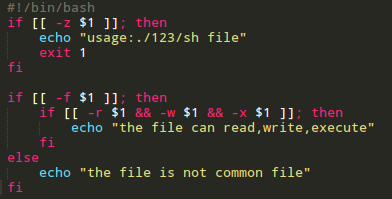 #!/bin/bash
if [[ -z $1 ]]; then
    echo "usage:./123/sh file"
    exit 1
fi

if [[ -f $1 ]]; then
    if [[ -r $1 && -w $1 && -x $1 ]]; then
        echo "the file can read,write,execute"
    fi
else
    echo "the file is not common file"
fi